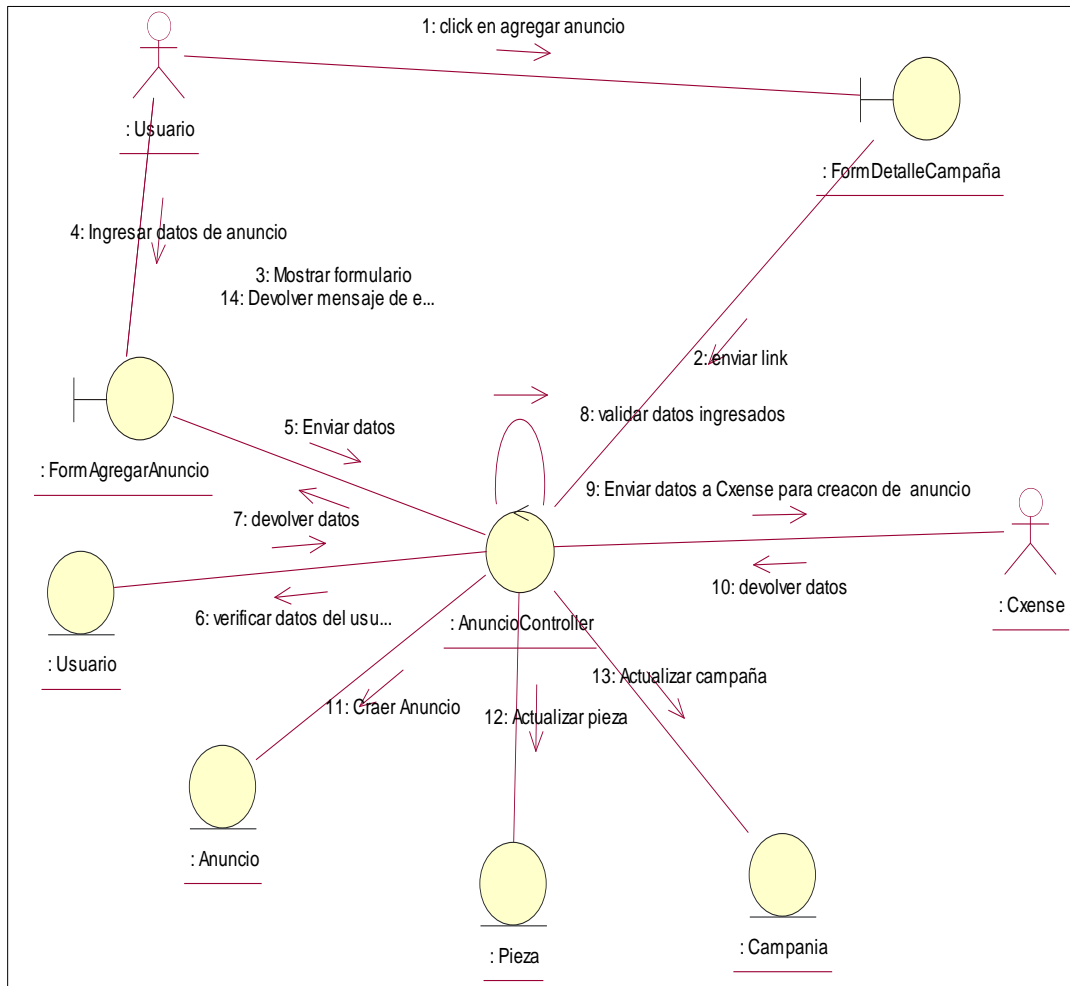 1: click en agregar anuncio
: Usuario
: FormDetalleCampaña
4: Ingresar datos de anuncio
3: Mostrar formulario
14: Devolver mensaje de e...
2: enviar link
8: validar datos ingresados
5: Enviar datos
: FormAgregarAnuncio
9: Enviar datos a Cxense para creacon de anuncio
7: devolver datos
10: devolver datos
: Cxense
6: verificar datos del usu...
: AnuncioController
: Usuario
13: Actualizar campaña
11: Craer Anuncio
12: Actualizar pieza
: Anuncio
: Pieza
: Campania